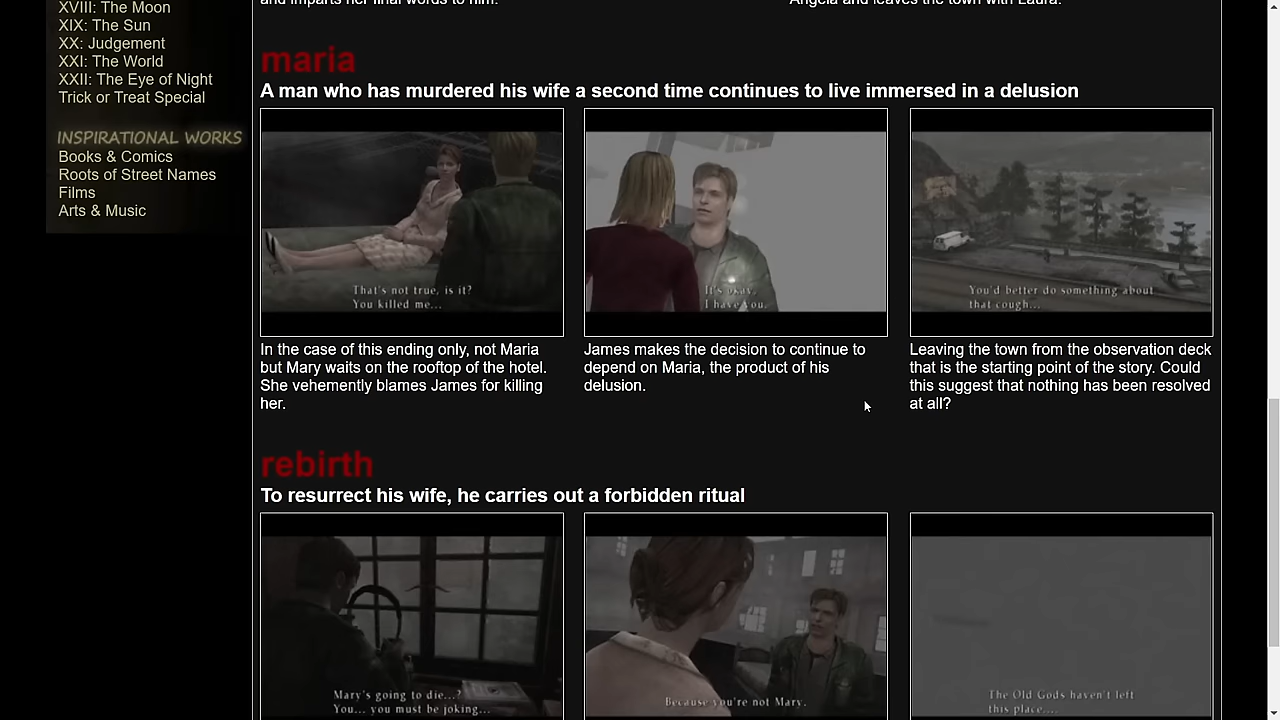 XVIII: The Moon
XIX: The Sun
XX: Judgement
XXI: The World
XXII: The Eye of Night
Trick or Treat Special
INSPIRATIONAL WORKS
Books & Comics
Roots of Street Names
Films
Arts & Music
and imparts her final words to him.
Angela and leaves the town with Laura.
maria
A man who has murdered his wife a second time continues to live immersed in a delusion
That's not true, is it?
You killed me...
It's okay.
I have you.
You'd better do something about
that cough...
In the case of this ending only, not Maria
but Mary waits on the rooftop of the hotel.
She vehemently blames James for killing
her.
James makes the decision to continue to
depend on Maria, the product of his
delusion.
Leaving the town from the observation deck
that is the starting point of the story. Could
this suggest that nothing has been resolved
at all?
rebirth
To resurrect his wife, he carries out a forbidden ritual
Mary's going to die...?
You... you must be joking...
Because you're not Mary.
The Old Gods haven't left
this place....